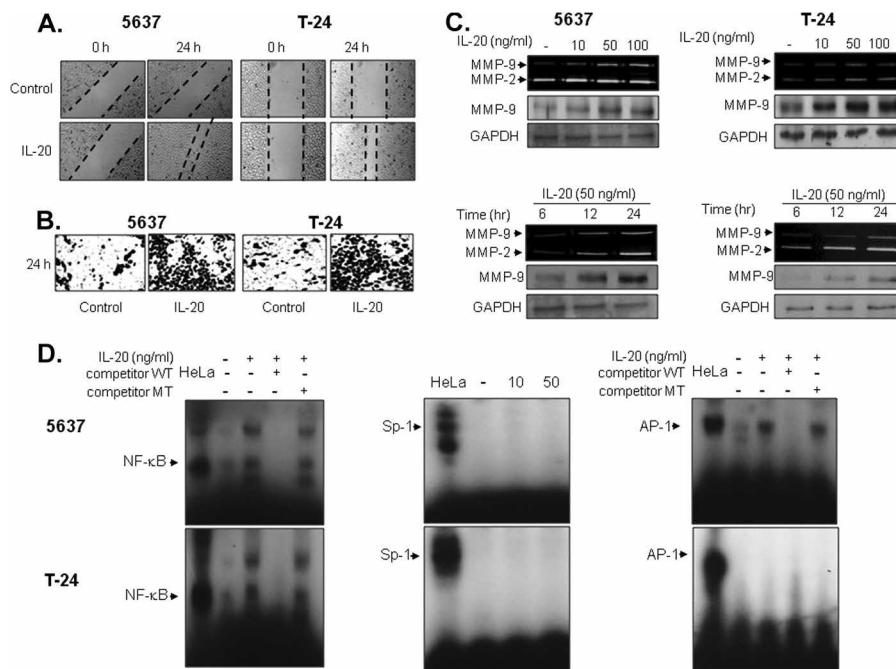 A.
5637
T-24
0 h
24 h
0 h
24 h
Control
IL-20
B.
5637
T-24
24 h
Control
IL-20
Control
IL-20
C.
5637
IL-20 (ng/ml) - 10 50 100
MMP-9
MMP-2
MMP-9
GAPDH
T-24
IL-20 (ng/ml)
- 10 50 100
MMP-9
MMP-2
MMP-9
GAPDH
IL-20 (50 ng/ml)
Time (hr) 6 12 24
MMP-9
MMP-2
MMP-9
GAPDH
IL-20 (50 ng/ml)
Time (hr) 6 12 24
MMP-9
MMP-2
MMP-9
GAPDH
D.
IL-20 (ng/ml) - + + +
competitor WT HeLa - - + -
competitor MT - - - +
5637
NF-κB
T-24
NF-κB
HeLa - 10 50
Sp-1
Sp-1
IL-20 (ng/ml) - + + +
competitor WT HeLa - - + -
competitor MT - - - +
AP-1
AP-1